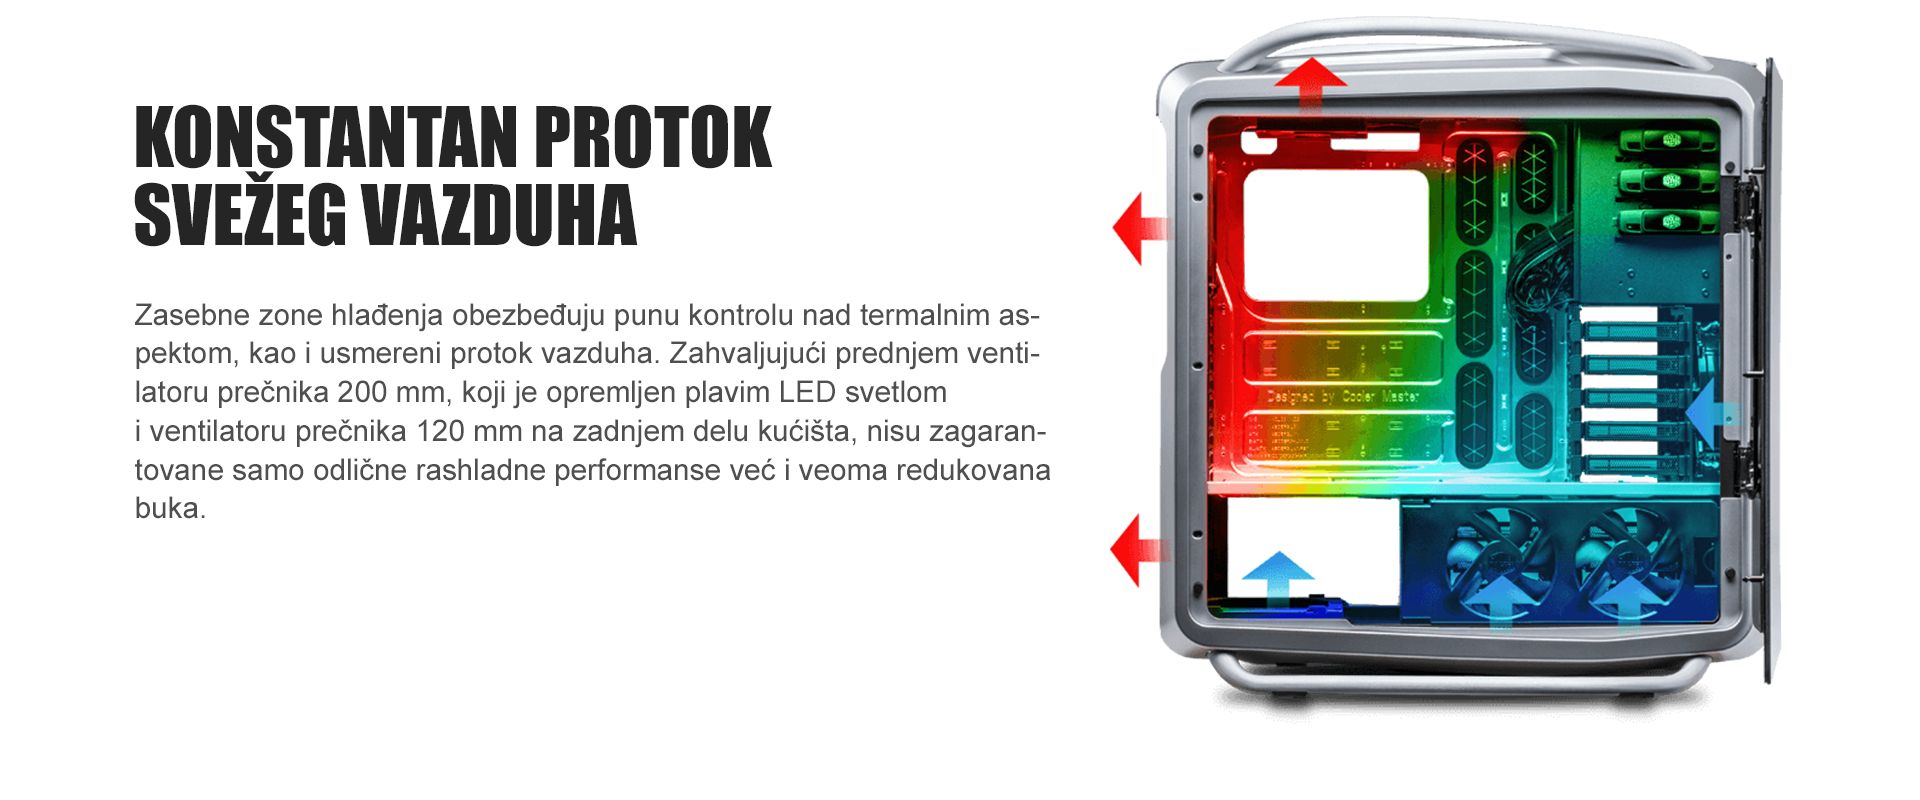 KONSTANTAN PROTOK
SVEŽEG VAZDUHA
Zasebne zone hlađenja obezbeđuju punu kontrolu nad termalnim as-
pektom, kao i usmereni protok vazduha. Zahvaljujući prednjem venti-
latoru prečnika 200 mm, koji je opremljen plavim LED svetlom
i ventilatoru prečnika 120 mm na zadnjem delu kućišta, nisu zagaran-
tovane samo odlične rashladne performanse već i veoma redukovana
buka.
Designed by Cooler Master